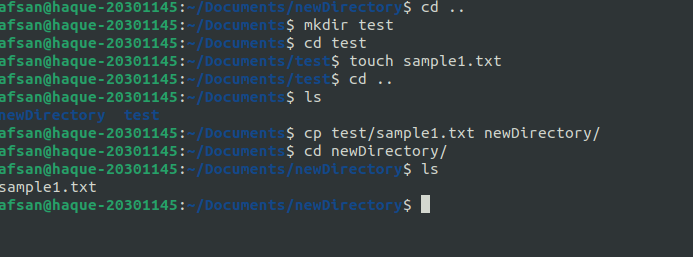 afsan@haque-20301145:~/Documents/newDirectory$ cd ..
afsan@haque-20301145:~/Documents$ mkdir test
afsan@haque-20301145:~/Documents$ cd test
afsan@haque-20301145:~/Documents/test$ touch sample1.txt
afsan@haque-20301145:~/Documents/test$ cd ..
afsan@haque-20301145:~/Documents$ ls
newDirectory  test
afsan@haque-20301145:~/Documents$ cp test/sample1.txt newDirectory/
afsan@haque-20301145:~/Documents$ cd newDirectory/
afsan@haque-20301145:~/Documents/newDirectory$ ls
sample1.txt
afsan@haque-20301145:~/Documents/newDirectory$